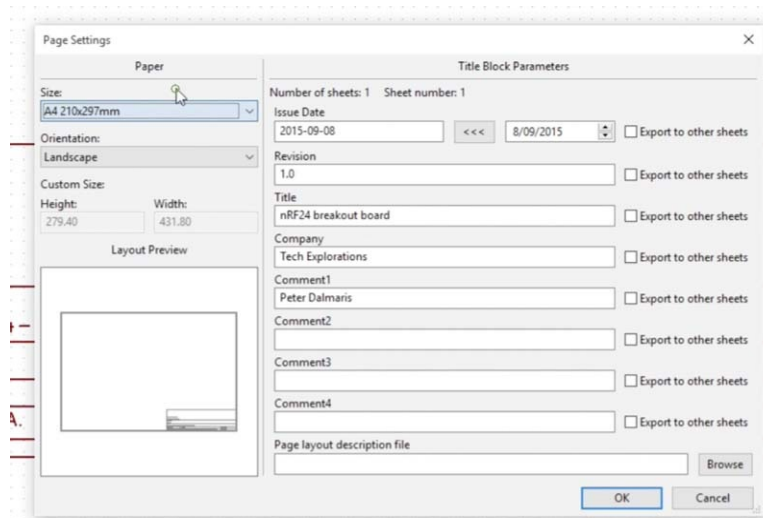 Page Settings
Paper
Size:
A4 210x297mm
Orientation:
Landscape
Custom Size:
Height: Width:
279.40 431.80
Layout Preview
Title Block Parameters
Number of sheets: 1 Sheet number: 1
Issue Date
2015-09-08 <<< 8/09/2015 Export to other sheets
Revision
1.0 Export to other sheets
Title
nRF24 breakout board Export to other sheets
Company
Tech Explorations Export to other sheets
Comment1
Peter Dalmaris Export to other sheets
Comment2
Export to other sheets
Comment3
Export to other sheets
Comment4
Export to other sheets
Page layout description file
Browse
OK Cancel